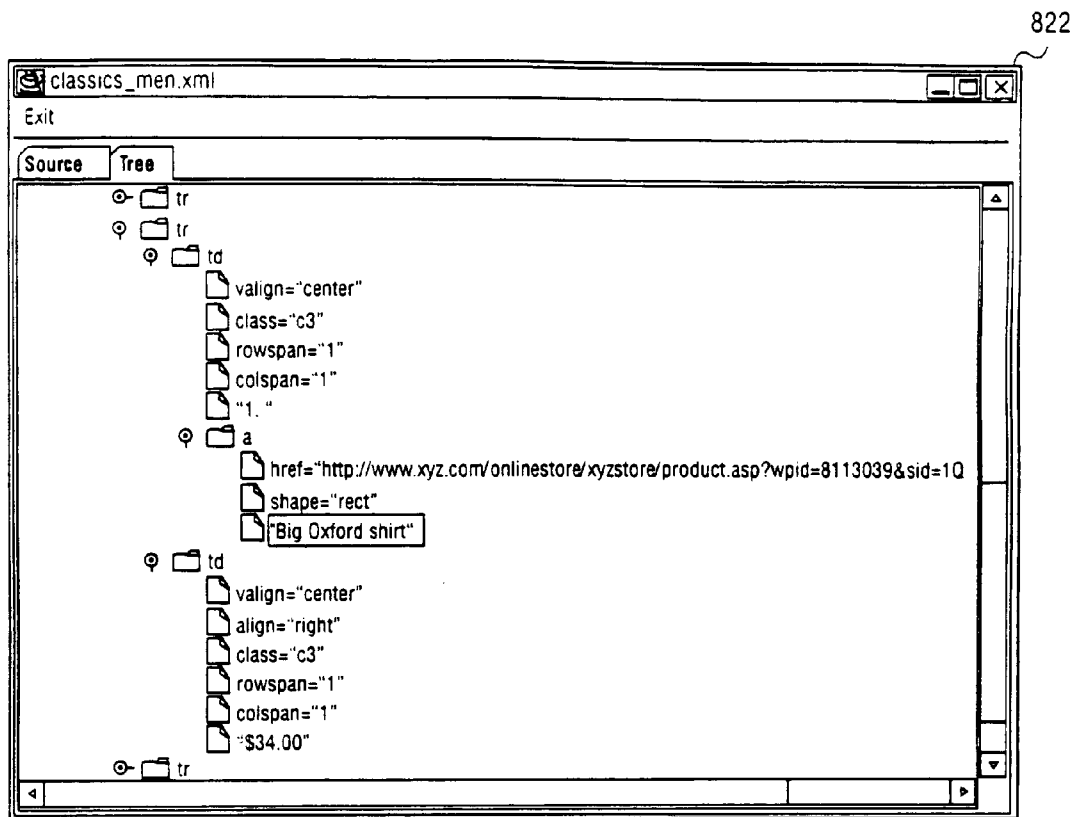 822
classics_men.xml
Exit
Source Tree
tr
tr
td
valign="center"
class="c3"
rowspan="1"
colspan="1"
"1. "
a
href="http://www.xyz.com/onlinestore/xyzstore/product.asp?wpid=8113039&sid=1Q
shape="rect"
"Big Oxford shirt"
td
valign="center"
align="right"
class="c3"
rowspan="1"
colspan="1"
"$34.00"
tr